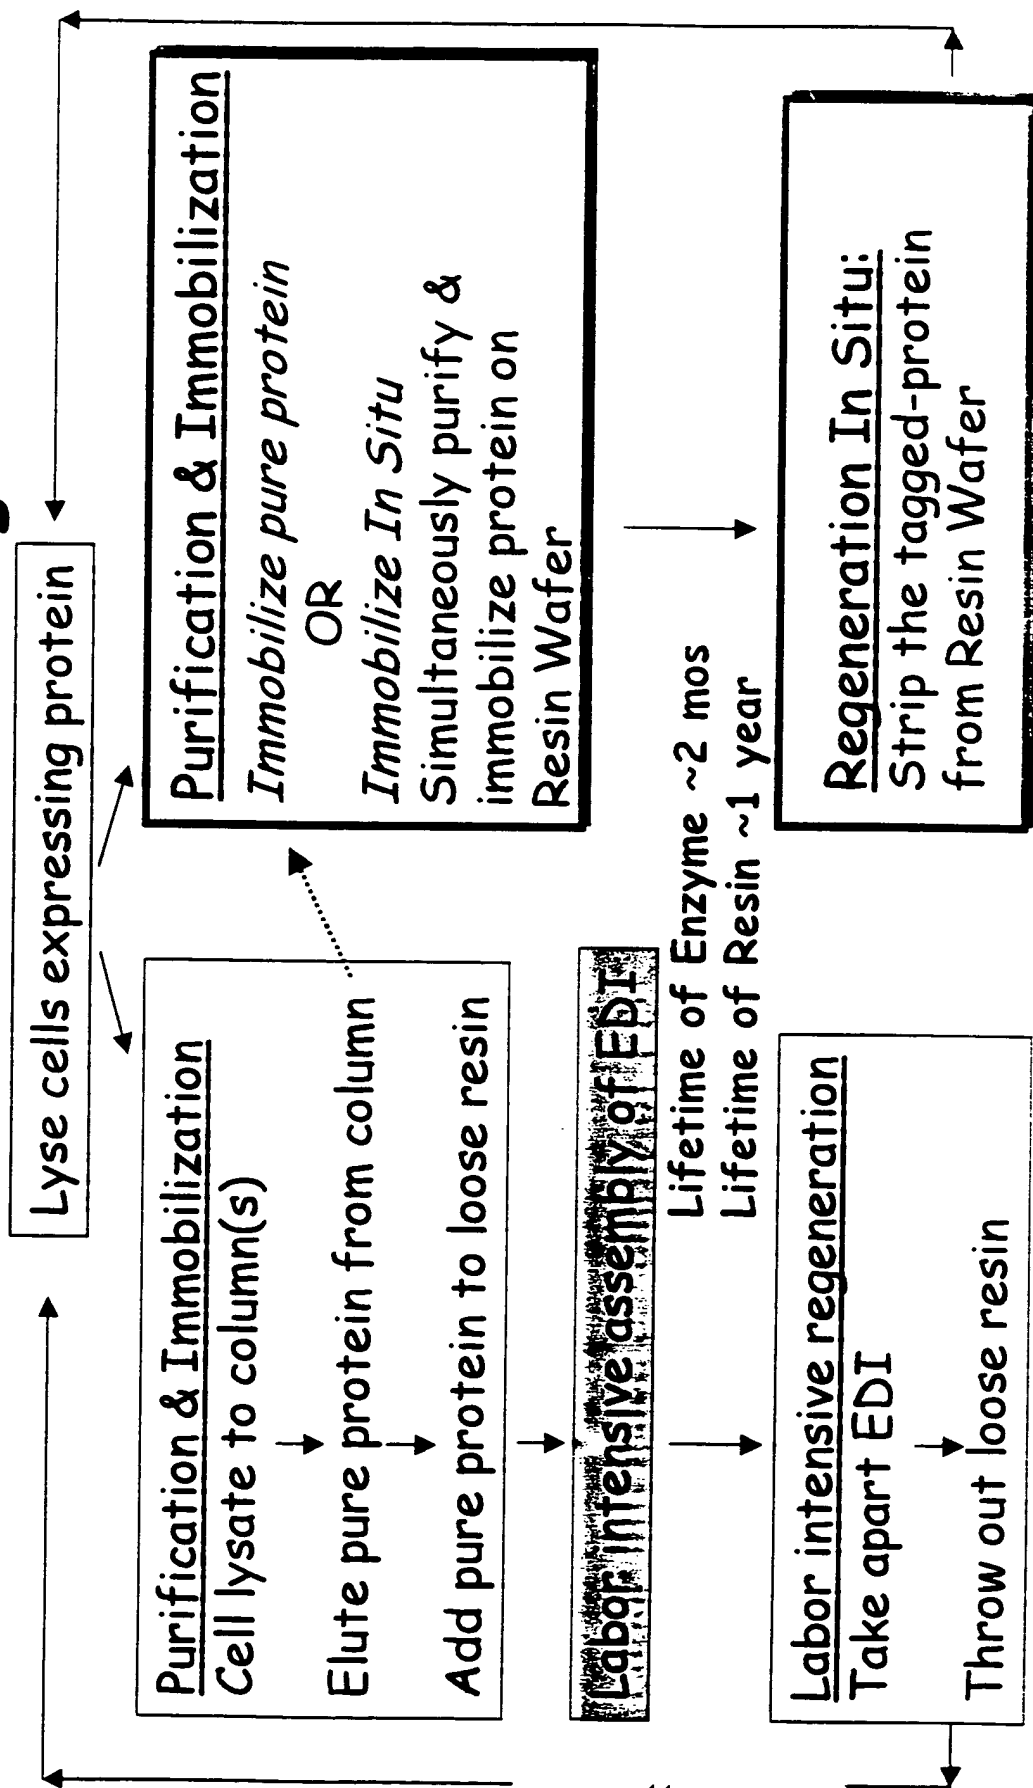 Lyse cells expressing protein
Purification & Immobilization
Cell lysate to column(s)
Elute pure protein from column
Add pure protein to loose resin
Labor intensive assembly of EDI
Labor intensive regeneration
Take apart EDI
Throw out loose resin
Purification & Immobilization
Immobilize pure protein
OR
Immobilize In Situ
Simultaneously purify &
immobilize protein on
Resin Wafer
Lifetime of Enzyme ~2 mos
Lifetime of Resin ~1 year
Regeneration In Situ:
Strip the tagged-protein
from Resin Wafer